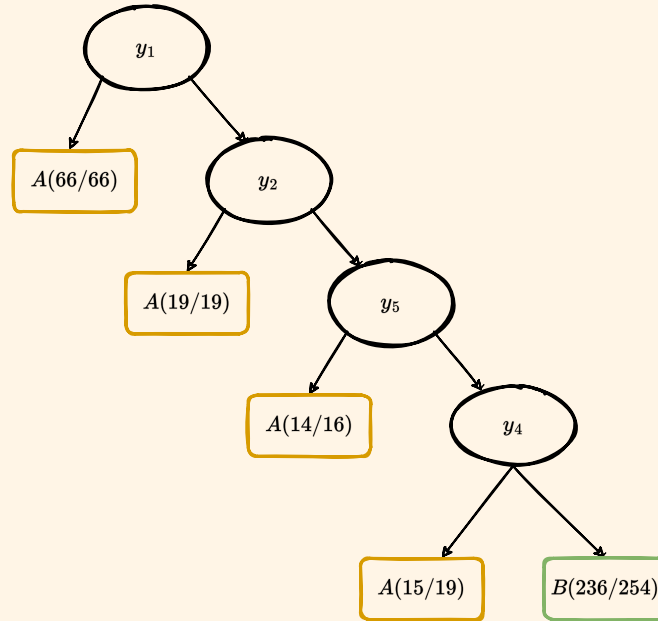 y₁
A(66/66)
y₂
A(19/19)
y₅
A(14/16)
y₄
A(15/19)
B(236/254)